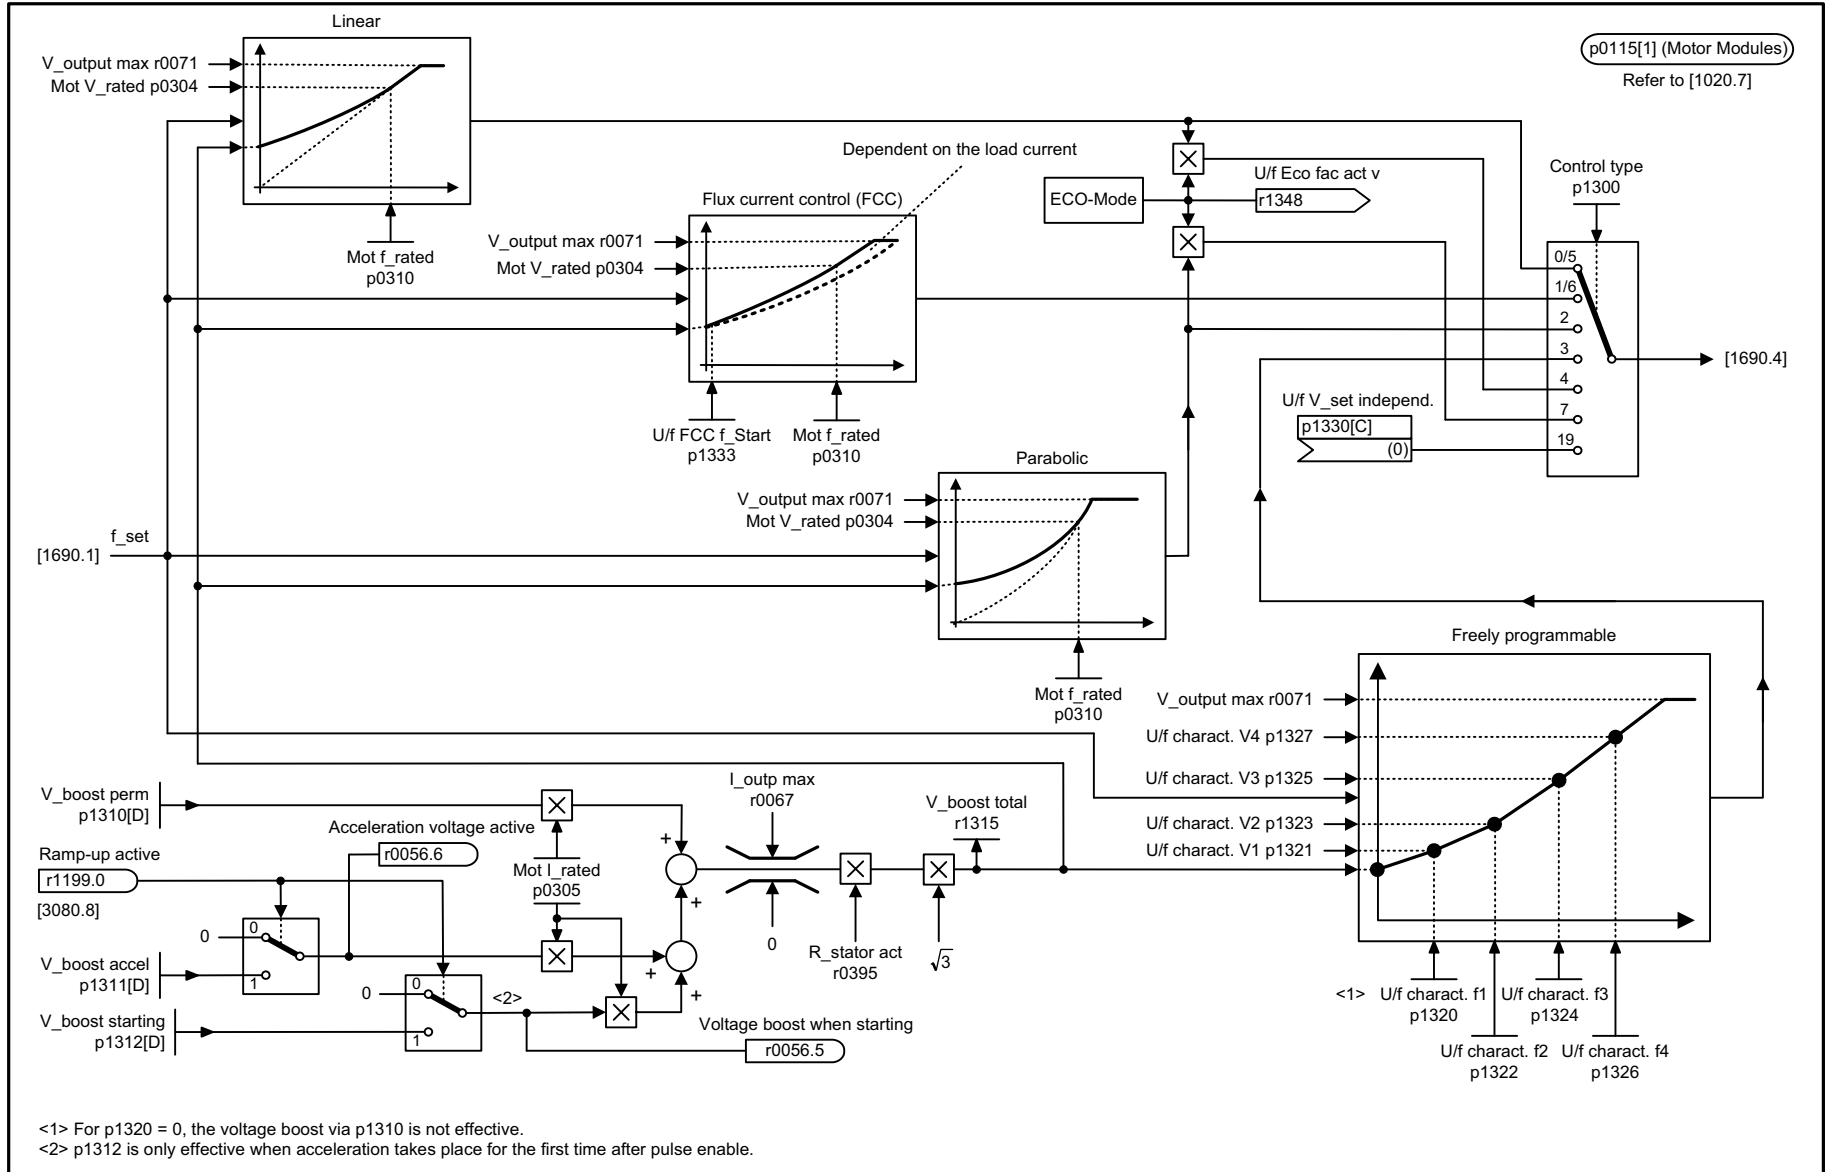 Linear
V_output max r0071
Mot V_rated p0304
Mot f_rated
p0310
p0115[1] (Motor Modules)
Refer to [1020.7]
Dependent on the load current
Flux current control (FCC)
V_output max r0071
Mot V_rated p0304
U/f FCC f_Start
p1333
Mot f_rated
p0310
ECO-Mode
U/f Eco fac act v
r1348
Control type
p1300
0/5
1/6
2
3
4
7
19
[1690.4]
U/f V_set independ.
p1330[C]
(0)
Parabolic
V_output max r0071
Mot V_rated p0304
Mot f_rated
p0310
f_set
[1690.1]
Freely programmable
V_output max r0071
U/f charact. V4 p1327
U/f charact. V3 p1325
U/f charact. V2 p1323
U/f charact. V1 p1321
<1>
U/f charact. f1
p1320
U/f charact. f3
p1324
U/f charact. f2
p1322
U/f charact. f4
p1326
V_boost perm
p1310[D]
Acceleration voltage active
r0056.6
Ramp-up active
r1199.0
[3080.8]
0
0
1
V_boost accel
p1311[D]
0
0
1
<2>
V_boost starting
p1312[D]
Mot I_rated
p0305
+
+
+
+
Voltage boost when starting
r0056.5
I_outp max
r0067
0
R_stator act
r0395
√3
V_boost total
r1315
<1> For p1320 = 0, the voltage boost via p1310 is not effective.
<2> p1312 is only effective when acceleration takes place for the first time after pulse enable.